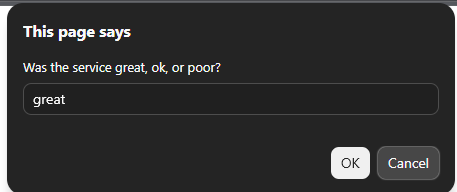 This page says
Was the service great, ok, or poor?
great
OK Cancel